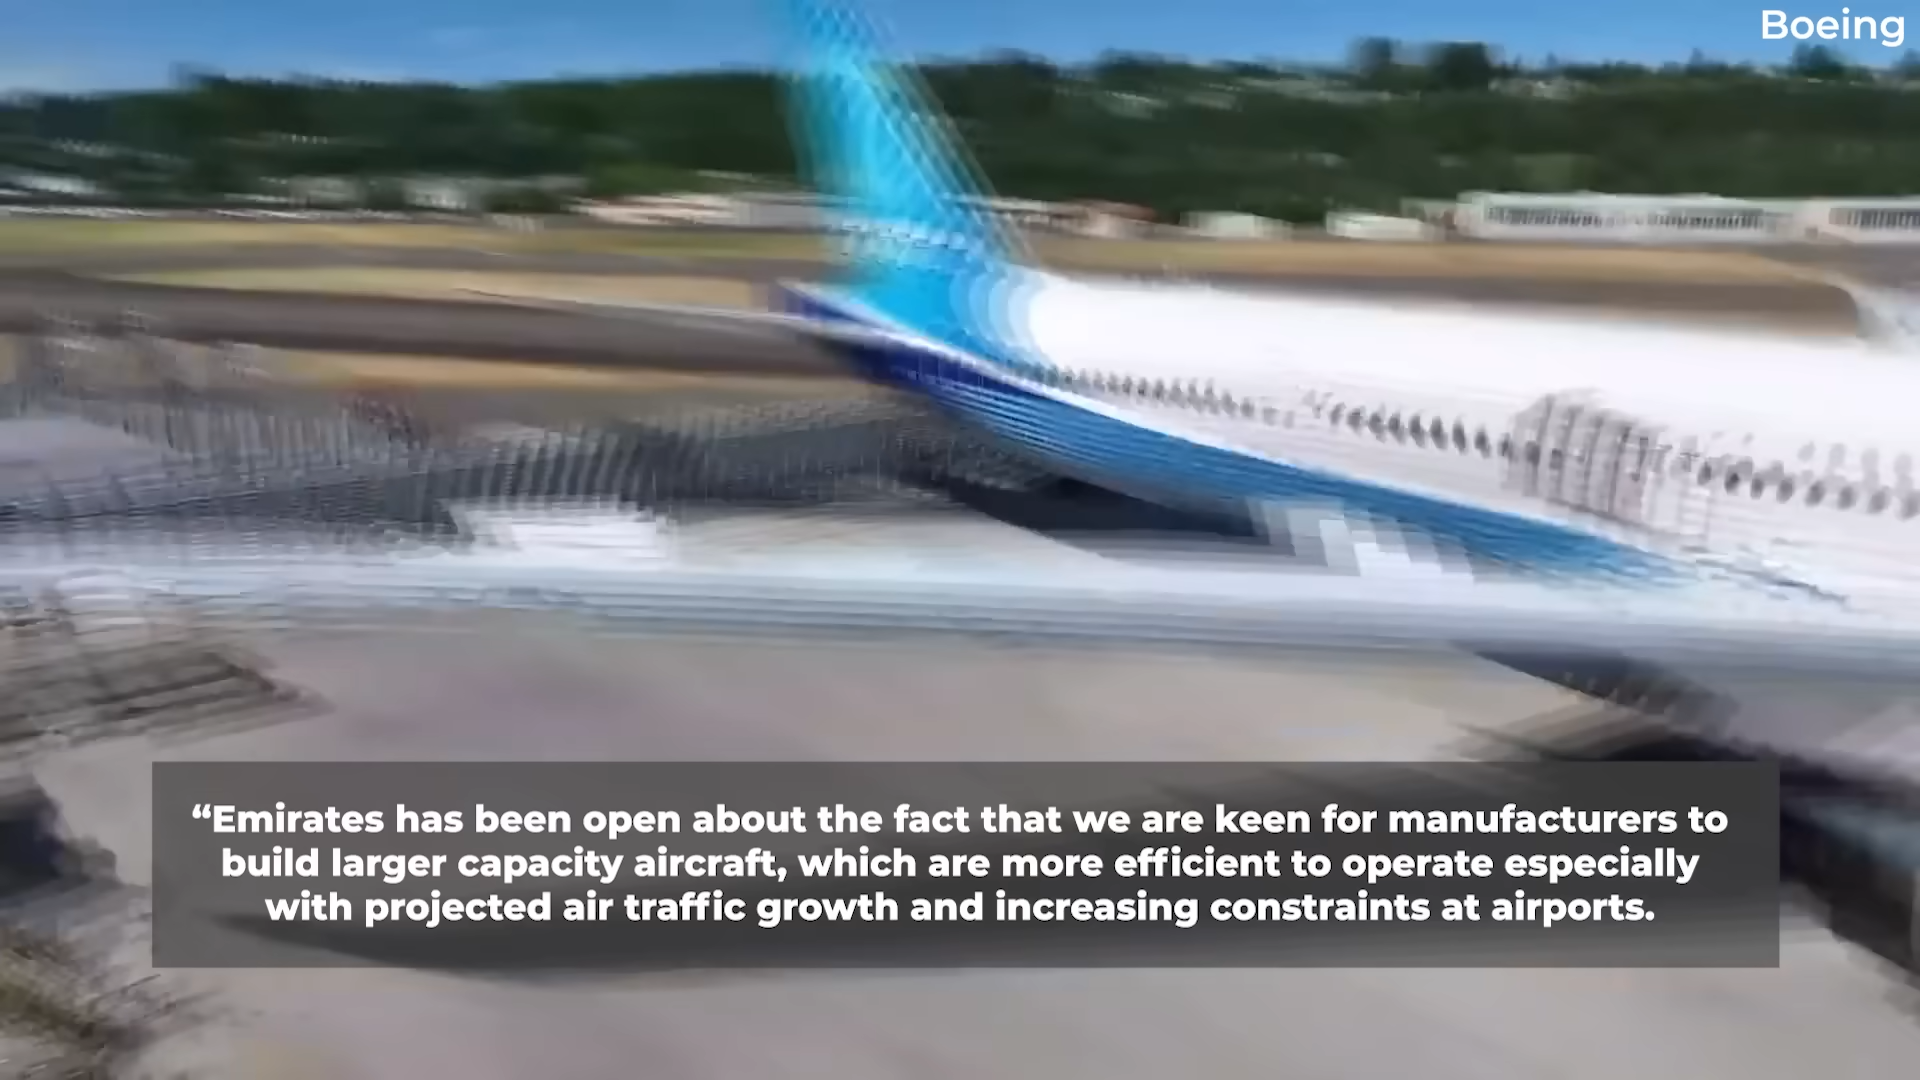 Boeing
“Emirates has been open about the fact that we are keen for manufacturers to
build larger capacity aircraft, which are more efficient to operate especially
with projected air traffic growth and increasing constraints at airports.